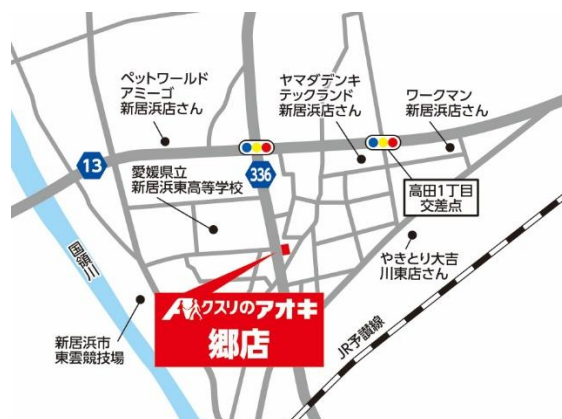 ペットワールド
アミーゴ
新居浜店さん
ヤマダデンキ
テックランド
新居浜店さん
ワークマン
新居浜店さん
13
愛媛県立
新居浜東高等学校
336
高田1丁目
交差点
国領川
やきとり大吉
川東店さん
クスリのアオキ
郷店
新居浜市
東雲競技場
JR予讃線